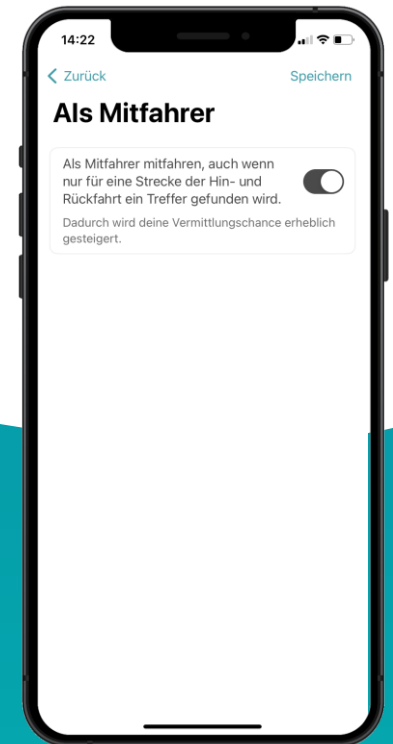 14:22
Zurück Speichern
Als Mitfahrer
Als Mitfahrer mitfahren, auch wenn
nur für eine Strecke der Hin- und
Rückfahrt ein Treffer gefunden wird.
Dadurch wird deine Vermittlungschance erheblich
gesteigert.